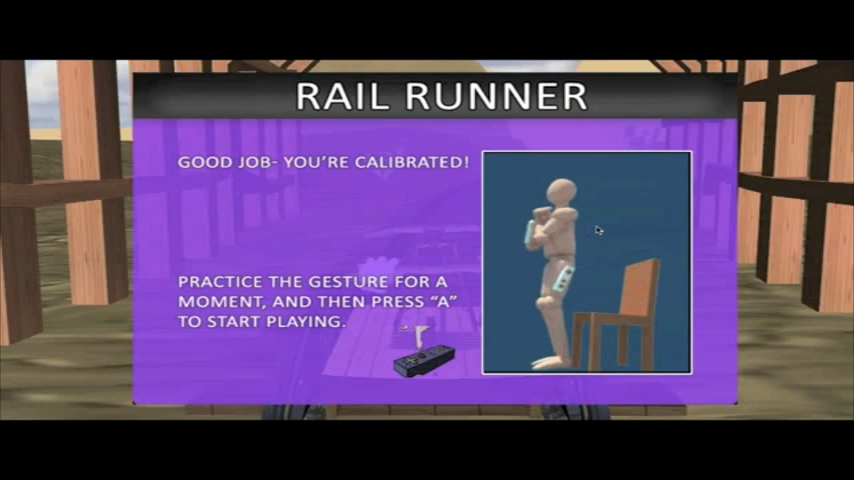 RAIL RUNNER
GOOD JOB- YOU'RE CALIBRATED!
PRACTICE THE GESTURE FOR A
MOMENT, AND THEN PRESS “A”
TO START PLAYING.